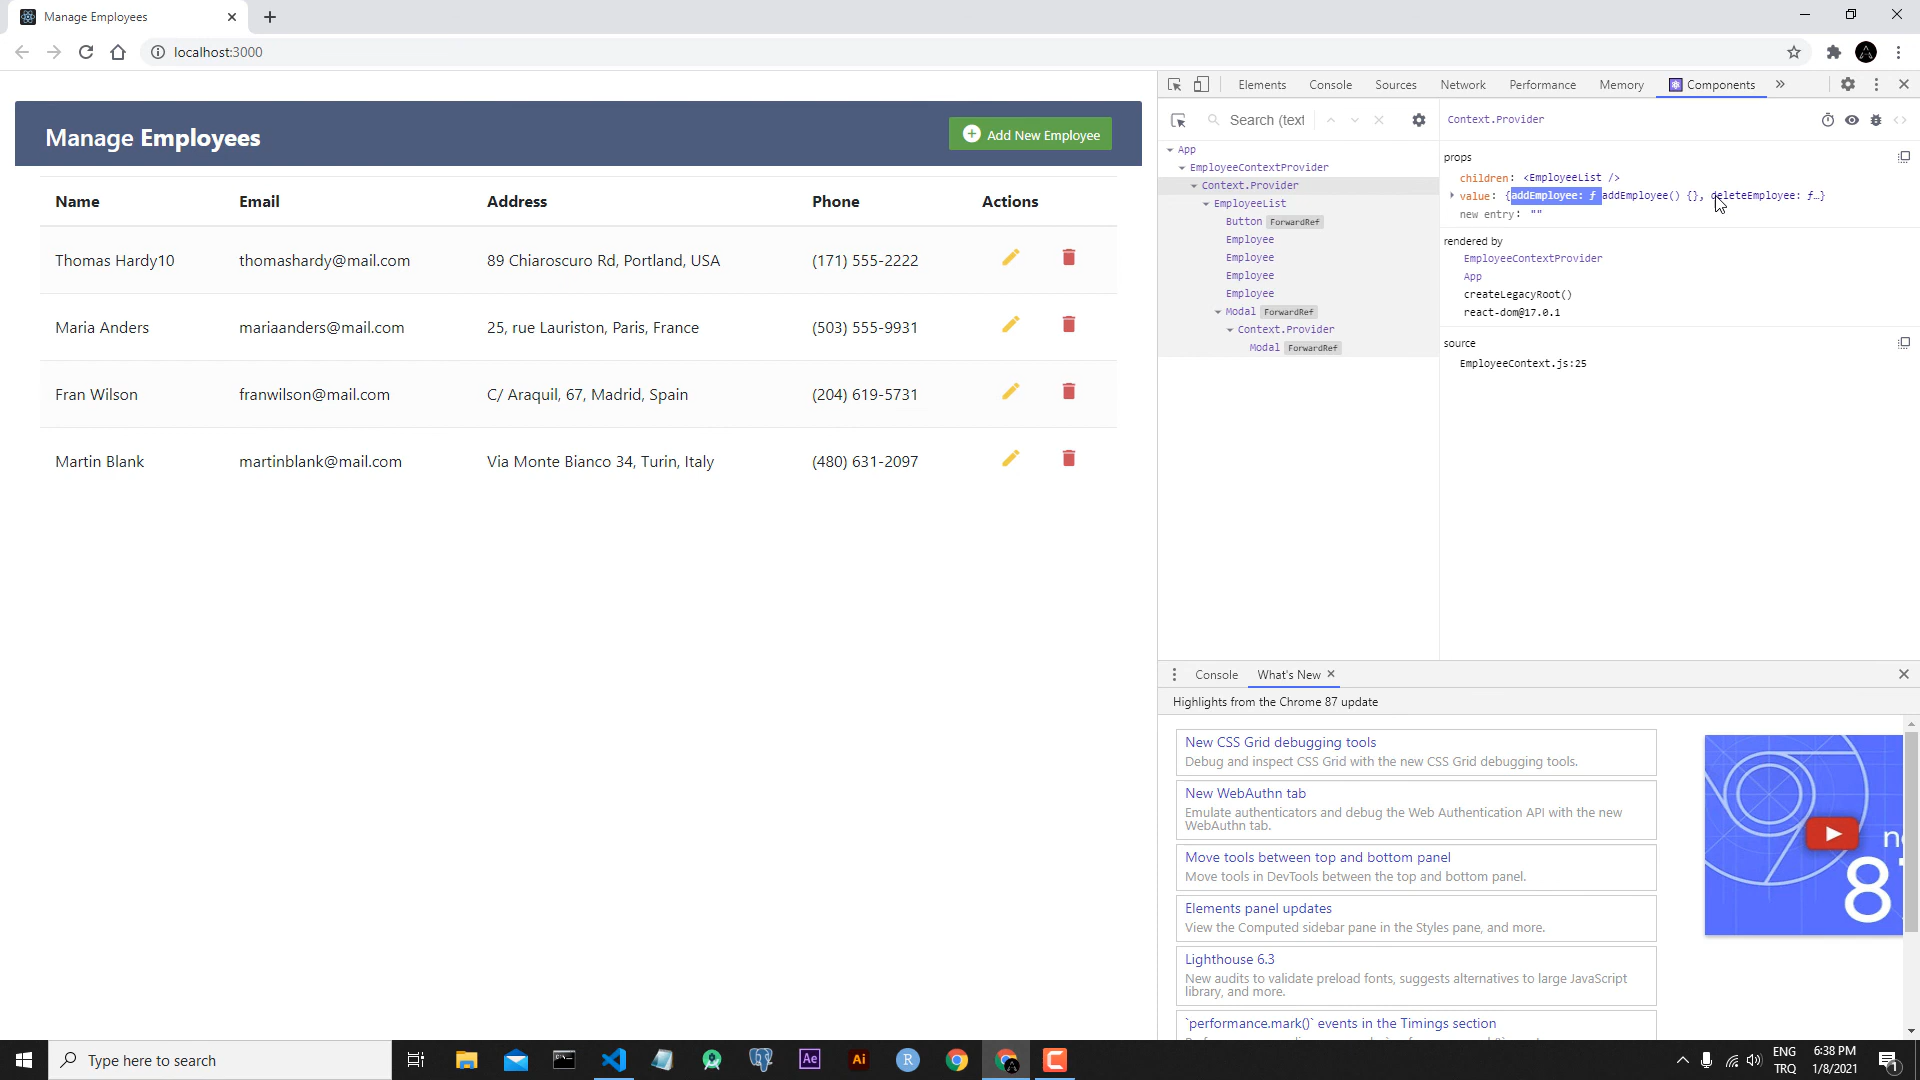 Manage Employees
localhost:3000
Elements Console Sources Network Performance Memory Components
Manage Employees
Add New Employee
Name Email Address Phone Actions
Thomas Hardy10 thomashardy@mail.com 89 Chiaroscuro Rd, Portland, USA (171) 555-2222
Maria Anders mariaanders@mail.com 25, rue Lauriston, Paris, France (503) 555-9931
Fran Wilson franwilson@mail.com C/ Araquil, 67, Madrid, Spain (204) 619-5731
Martin Blank martinblank@mail.com Via Monte Bianco 34, Turin, Italy (480) 631-2097
Search (text
App
EmployeeContextProvider
Context.Provider
EmployeeList
Button ForwardRef
Employee
Employee
Employee
Employee
Modal ForwardRef
Context.Provider
Modal ForwardRef
Context.Provider
props
children: <EmployeeList />
value: {addEmployee: ƒ addEmployee() {}, deleteEmployee: ƒ…}
new entry: ""
rendered by
EmployeeContextProvider
App
createLegacyRoot()
react-dom@17.0.1
source
EmployeeContext.js:25
Console What's New
Highlights from the Chrome 87 update
New CSS Grid debugging tools
Debug and inspect CSS Grid with the new CSS Grid debugging tools.
New WebAuthn tab
Emulate authenticators and debug the Web Authentication API with the new
WebAuthn tab.
Move tools between top and bottom panel
Move tools in DevTools between the top and bottom panel.
Elements panel updates
View the Computed sidebar pane in the Styles pane, and more.
Lighthouse 6.3
New audits to validate preload fonts, suggests alternatives to large JavaScript
library, and more.
`performance.mark()` events in the Timings section
87
Type here to search
Ae Ai R
ENG
TRQ
6:38 PM
1/8/2021
1